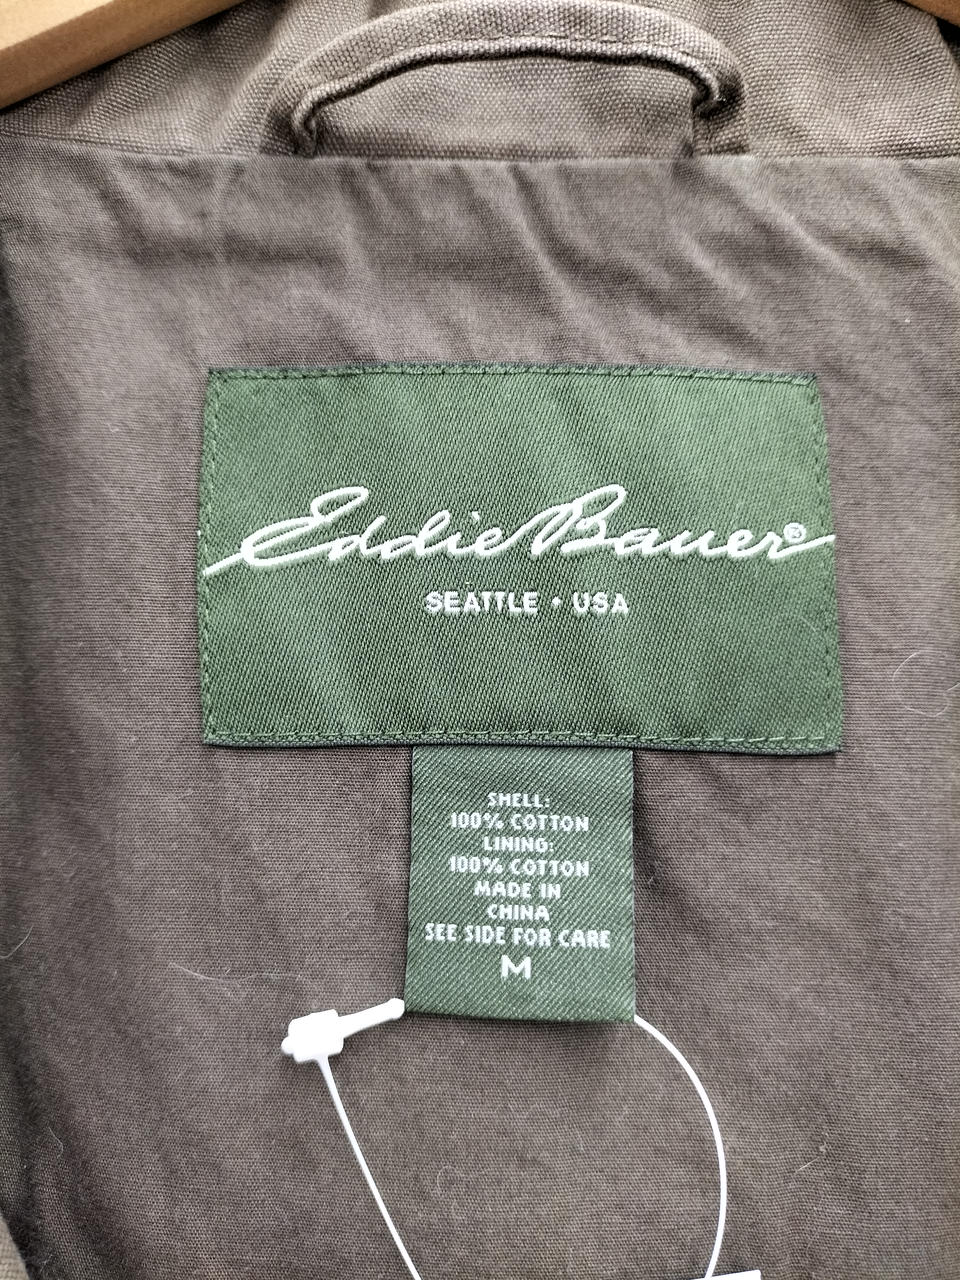 Eddie Bauer®
SEATTLE • USA
SHELL:
100% COTTON
LINING:
100% COTTON
MADE IN
CHINA
SEE SIDE FOR CARE
M